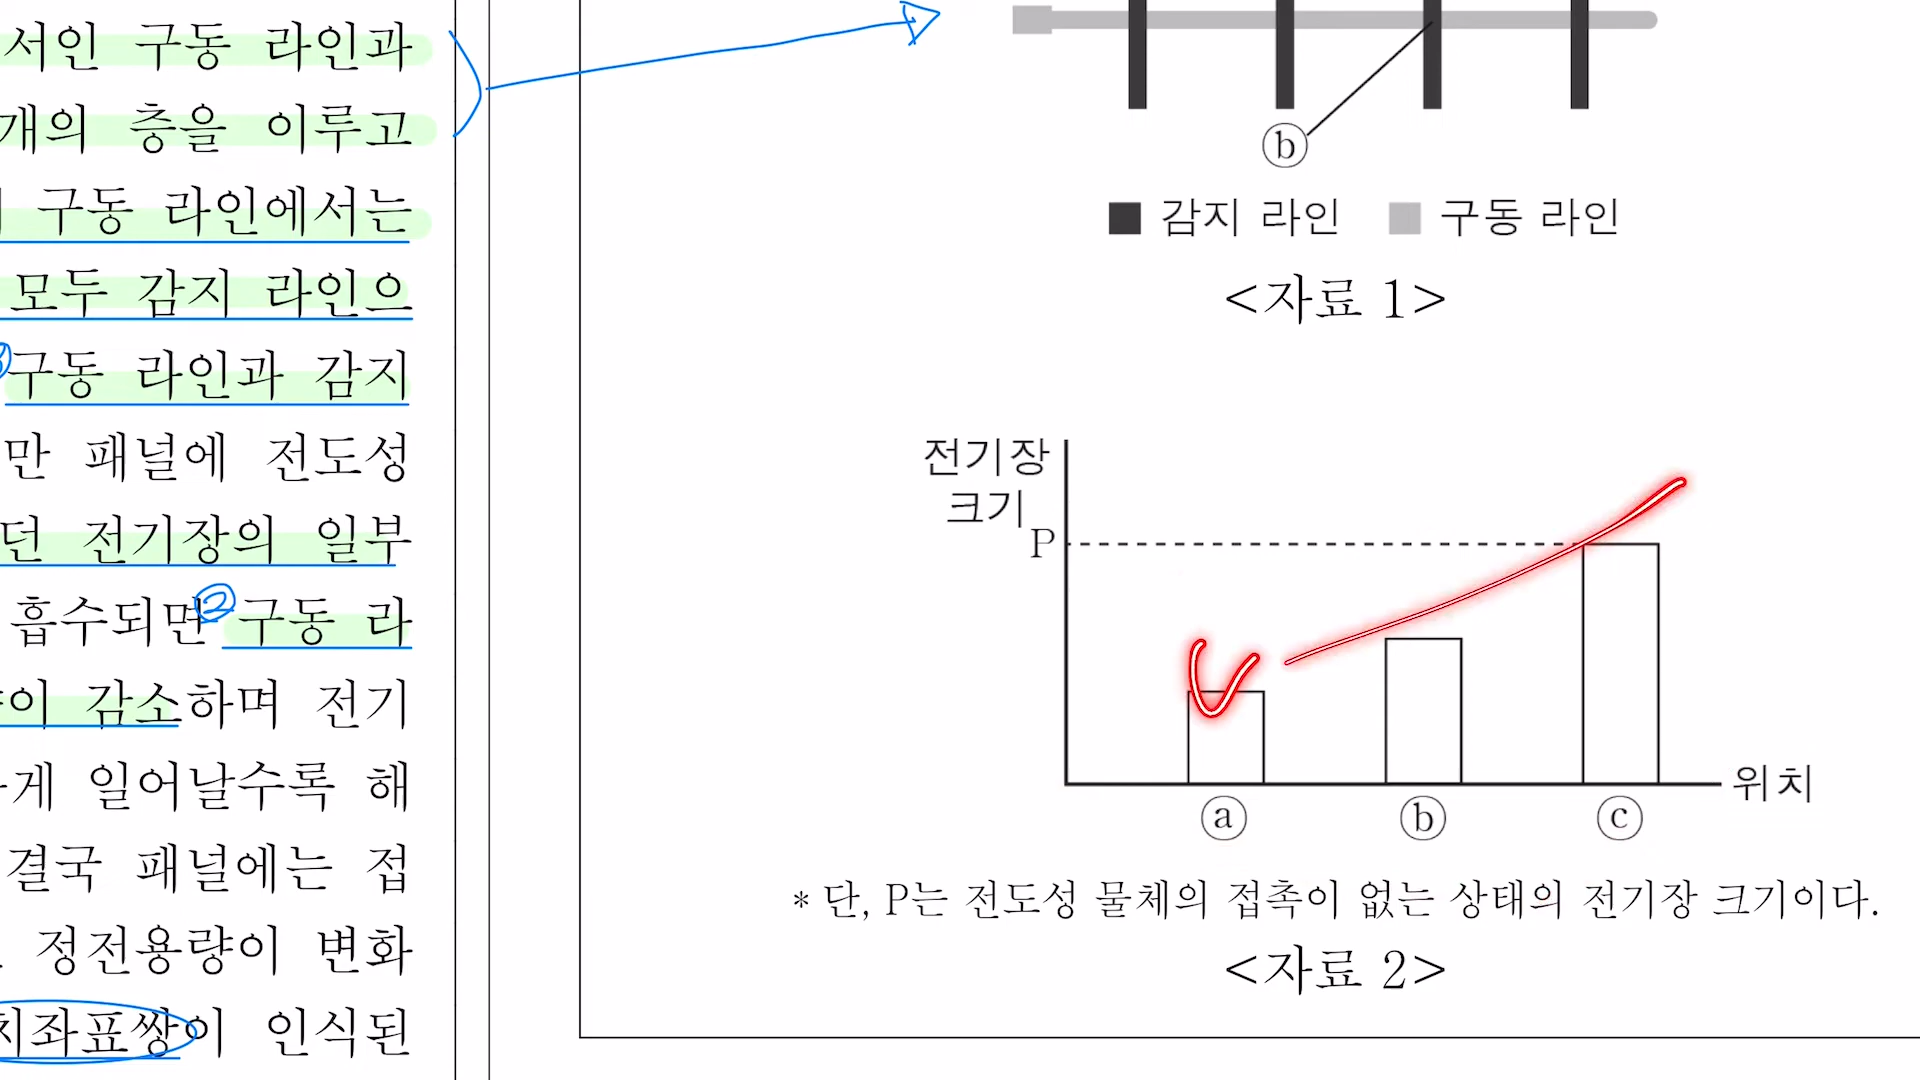 서인 구동 라인과
개의 층을 이루고
구동 라인에서는
모두 감지 라인으
구동 라인과 감지
만 패널에 전도성
던 전기장의 일부
흡수되면 ② 구동 라
이 감소하며 전기
게 일어날수록 해
결국 패널에는 접
정전용량이 변화
좌표쌍이 인식된
ⓑ
감지 라인 구동 라인
<자료 1>
전기장
크기
P
위치
ⓐ ⓑ ⓒ
* 단, P는 전도성 물체의 접촉이 없는 상태의 전기장 크기이다.
<자료 2>